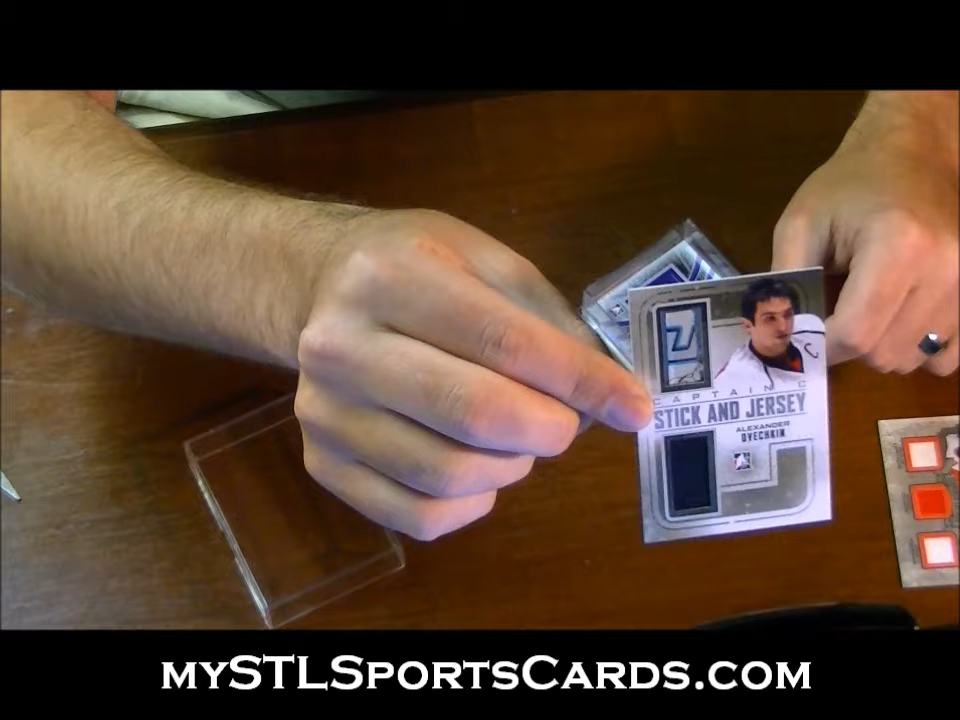 CAPTAIN C
STICK AND JERSEY
ALEXANDER
OVECHKIN
mySTLSportsCards.com